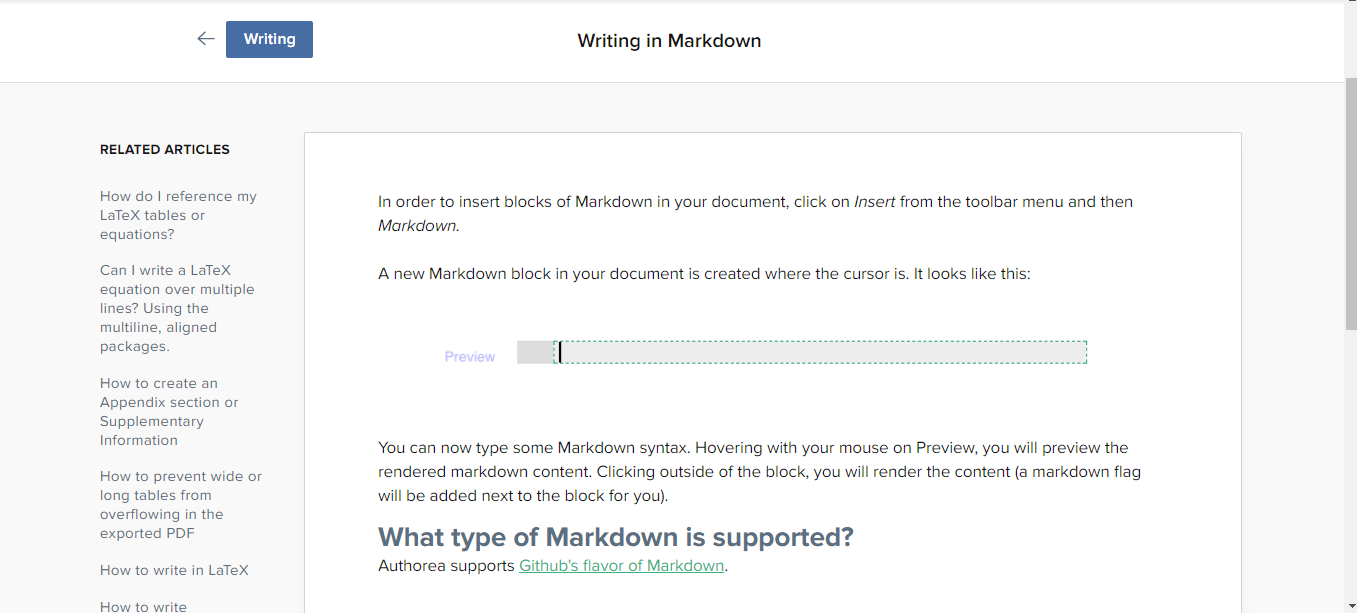 Writing
Writing in Markdown
RELATED ARTICLES
How do I reference my
LaTeX tables or
equations?
Can I write a LaTeX
equation over multiple
lines? Using the
multiline, aligned
packages.
How to create an
Appendix section or
Supplementary
Information
How to prevent wide or
long tables from
overflowing in the
exported PDF
How to write in LaTeX
How to write
In order to insert blocks of Markdown in your document, click on Insert from the toolbar menu and then
Markdown.
A new Markdown block in your document is created where the cursor is. It looks like this:
Preview
You can now type some Markdown syntax. Hovering with your mouse on Preview, you will preview the
rendered markdown content. Clicking outside of the block, you will render the content (a markdown flag
will be added next to the block for you).
What type of Markdown is supported?
Authorea supports Github's flavor of Markdown.